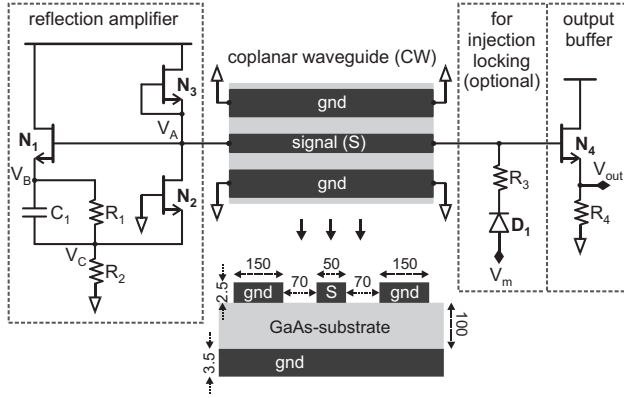 reflection amplifier
N3
VA
N1
VB
N2
C1
R1
VC
R2
coplanar waveguide (CW)
gnd
signal (S)
gnd
for
injection
locking
(optional)
R3
D1
Vm
output
buffer
N4
Vout
R4
150
50
150
70
70
2.5
gnd
S
gnd
GaAs-substrate
100
3.5
gnd